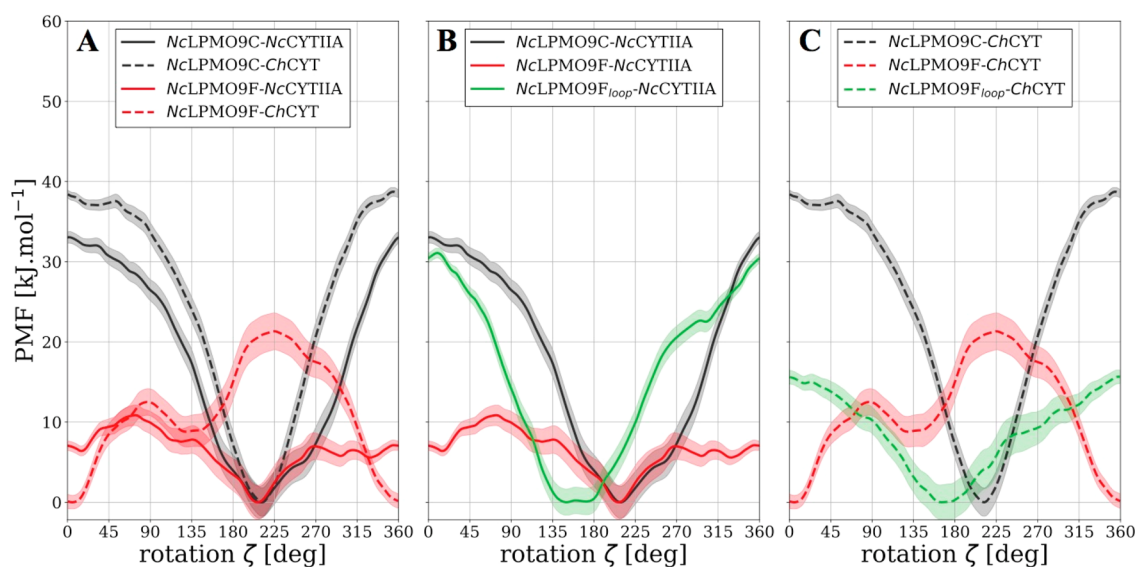 A
NcLPMO9C-NcCYTIIA
NcLPMO9C-ChCYT
NcLPMO9F-NcCYTIIA
NcLPMO9F-ChCYT
B
NcLPMO9C-NcCYTIIA
NcLPMO9F-NcCYTIIA
NcLPMO9Floop-NcCYTIIA
C
NcLPMO9C-ChCYT
NcLPMO9F-ChCYT
NcLPMO9Floop-ChCYT
PMF [kJ.mol−1]
60
50
40
30
20
10
0
0 45 90 135 180 225 270 315 360
0 45 90 135 180 225 270 315 360
0 45 90 135 180 225 270 315 360
rotation ζ [deg]
rotation ζ [deg]
rotation ζ [deg]